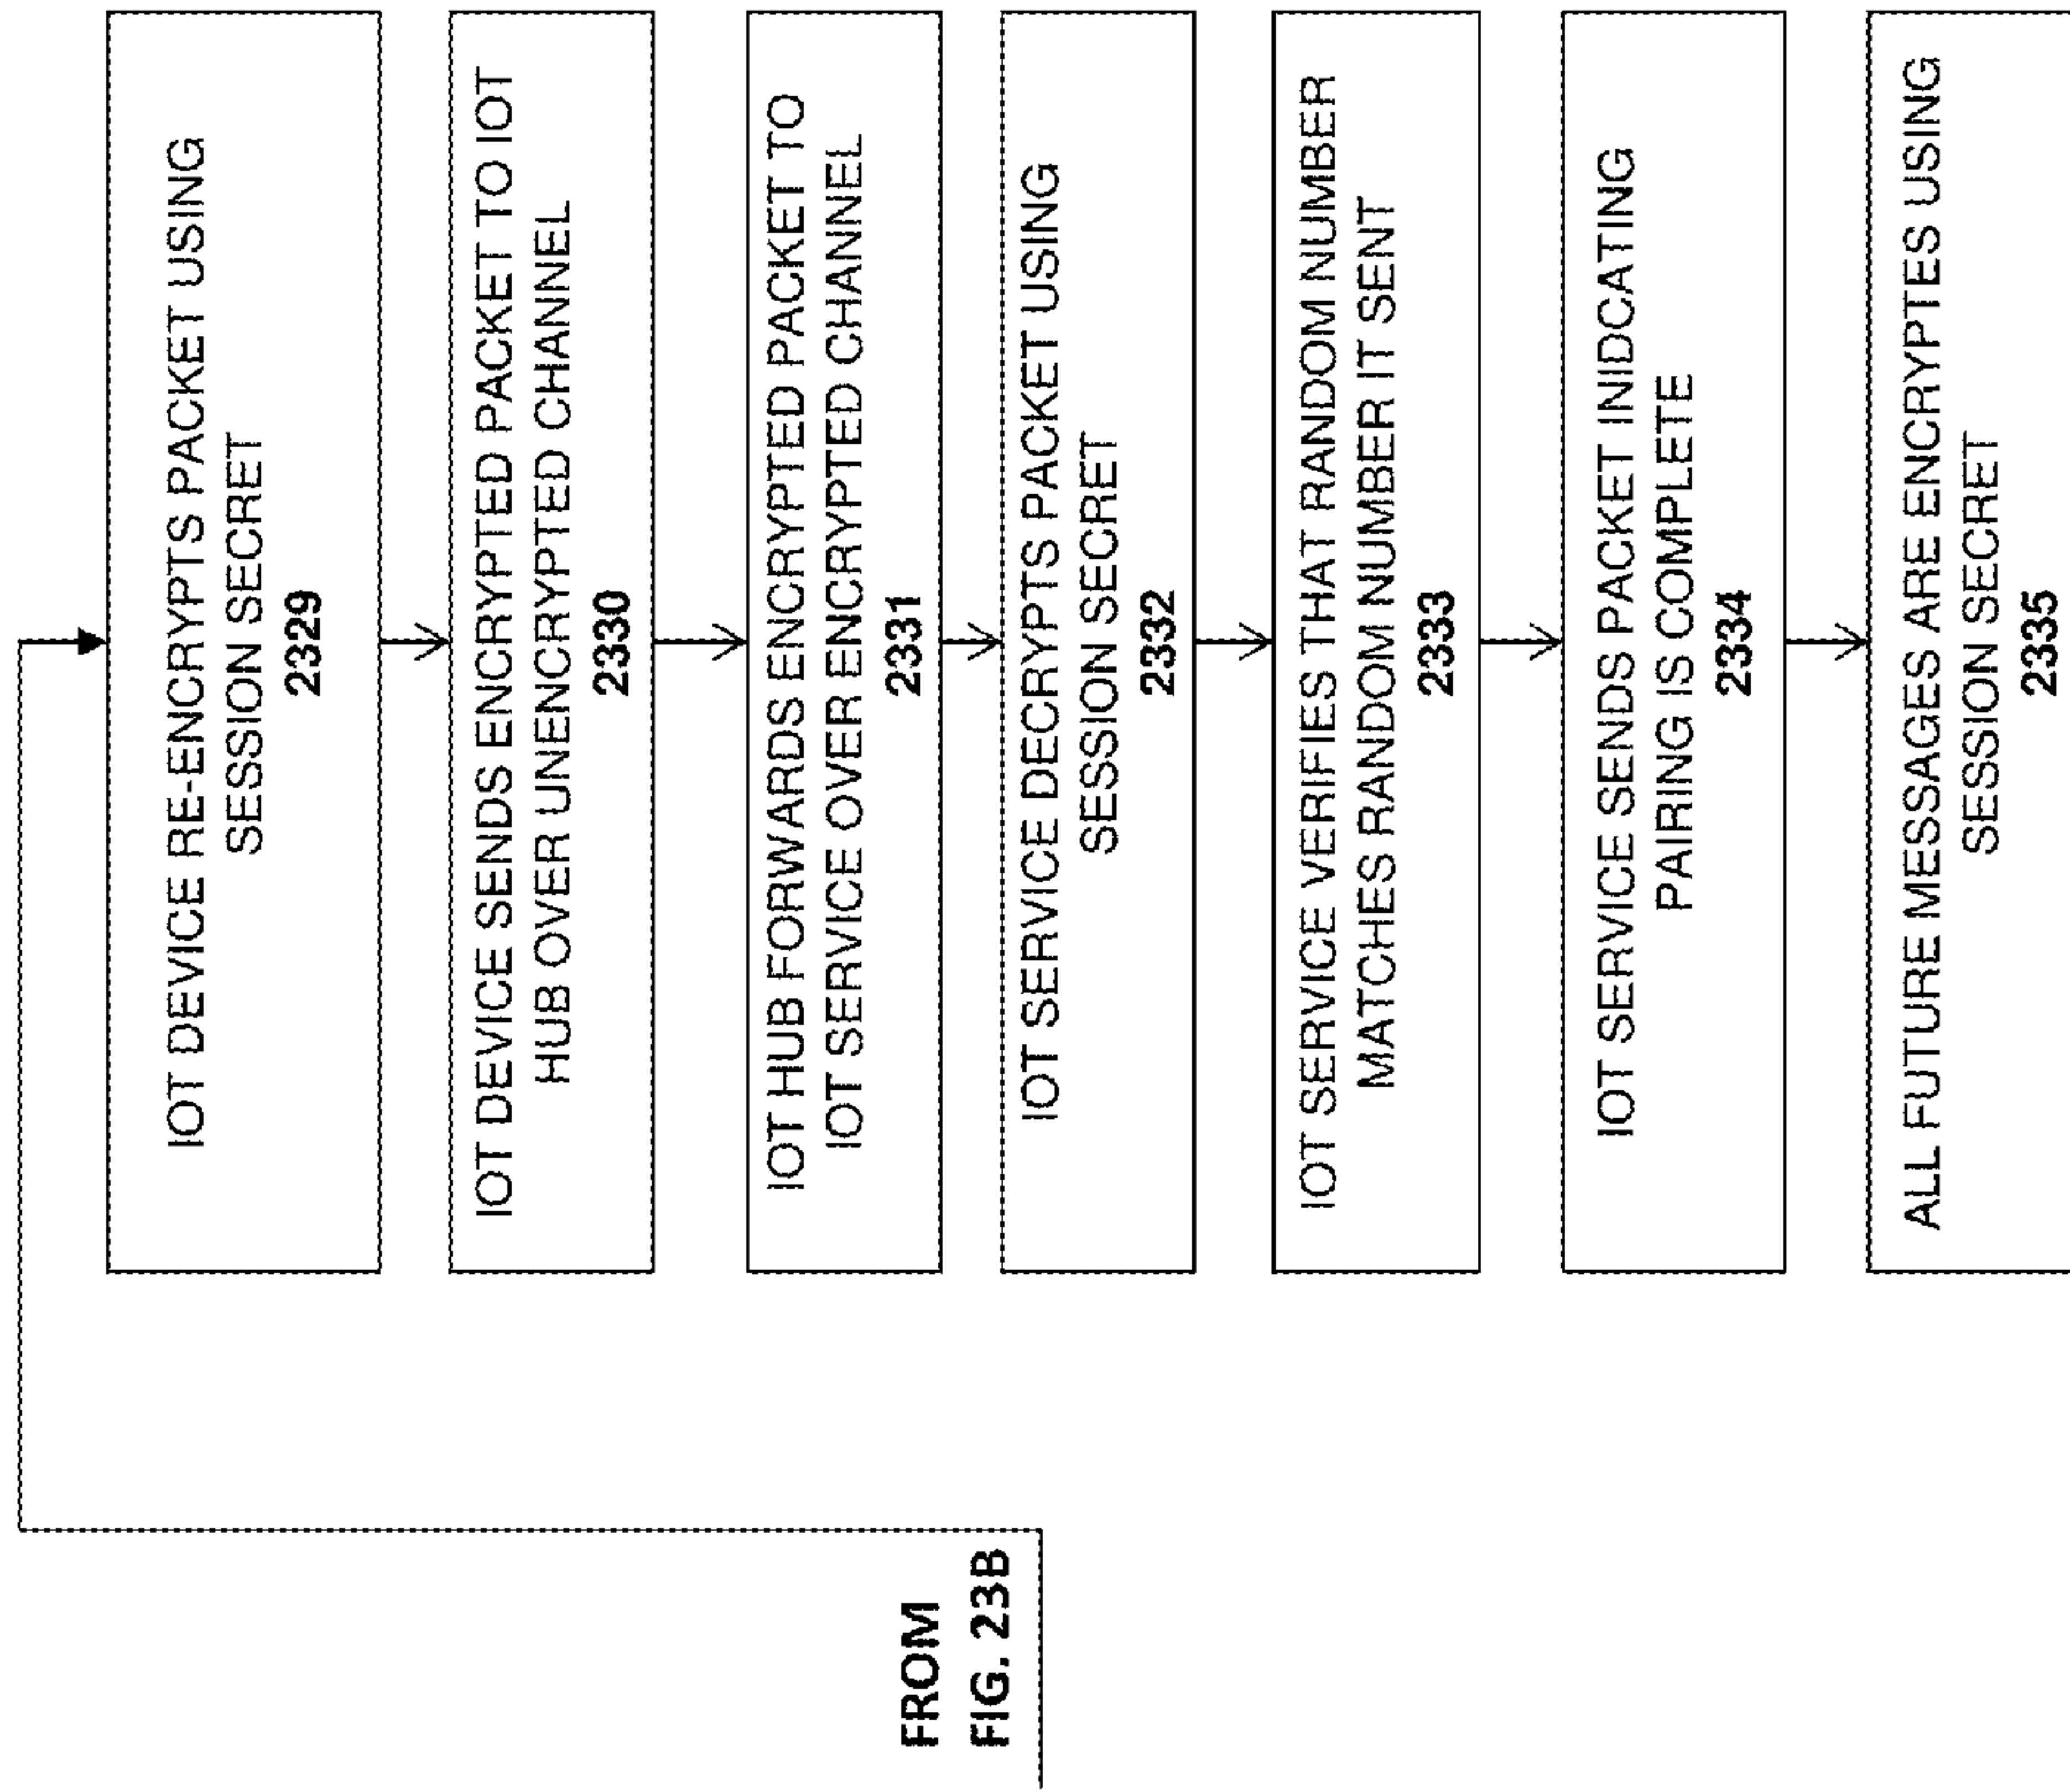 FROM
FIG. 23B
IOT DEVICE RE-ENCRYPTS PACKET USING
SESSION SECRET
2329
IOT DEVICE SENDS ENCRYPTED PACKET TO IOT
HUB OVER UNENCRYPTED CHANNEL
2330
IOT HUB FORWARDS ENCRYPTED PACKET TO
IOT SERVICE OVER ENCRYPTED CHANNEL
2331
IOT SERVICE DECRYPTS PACKET USING
SESSION SECRET
2332
IOT SERVICE VERIFIES THAT RANDOM NUMBER
MATCHES RANDOM NUMBER IT SENT
2333
IOT SERVICE SENDS PACKET INIDCATING
PAIRING IS COMPLETE
2334
ALL FUTURE MESSAGES ARE ENCRYPTES USING
SESSION SECRET
2335